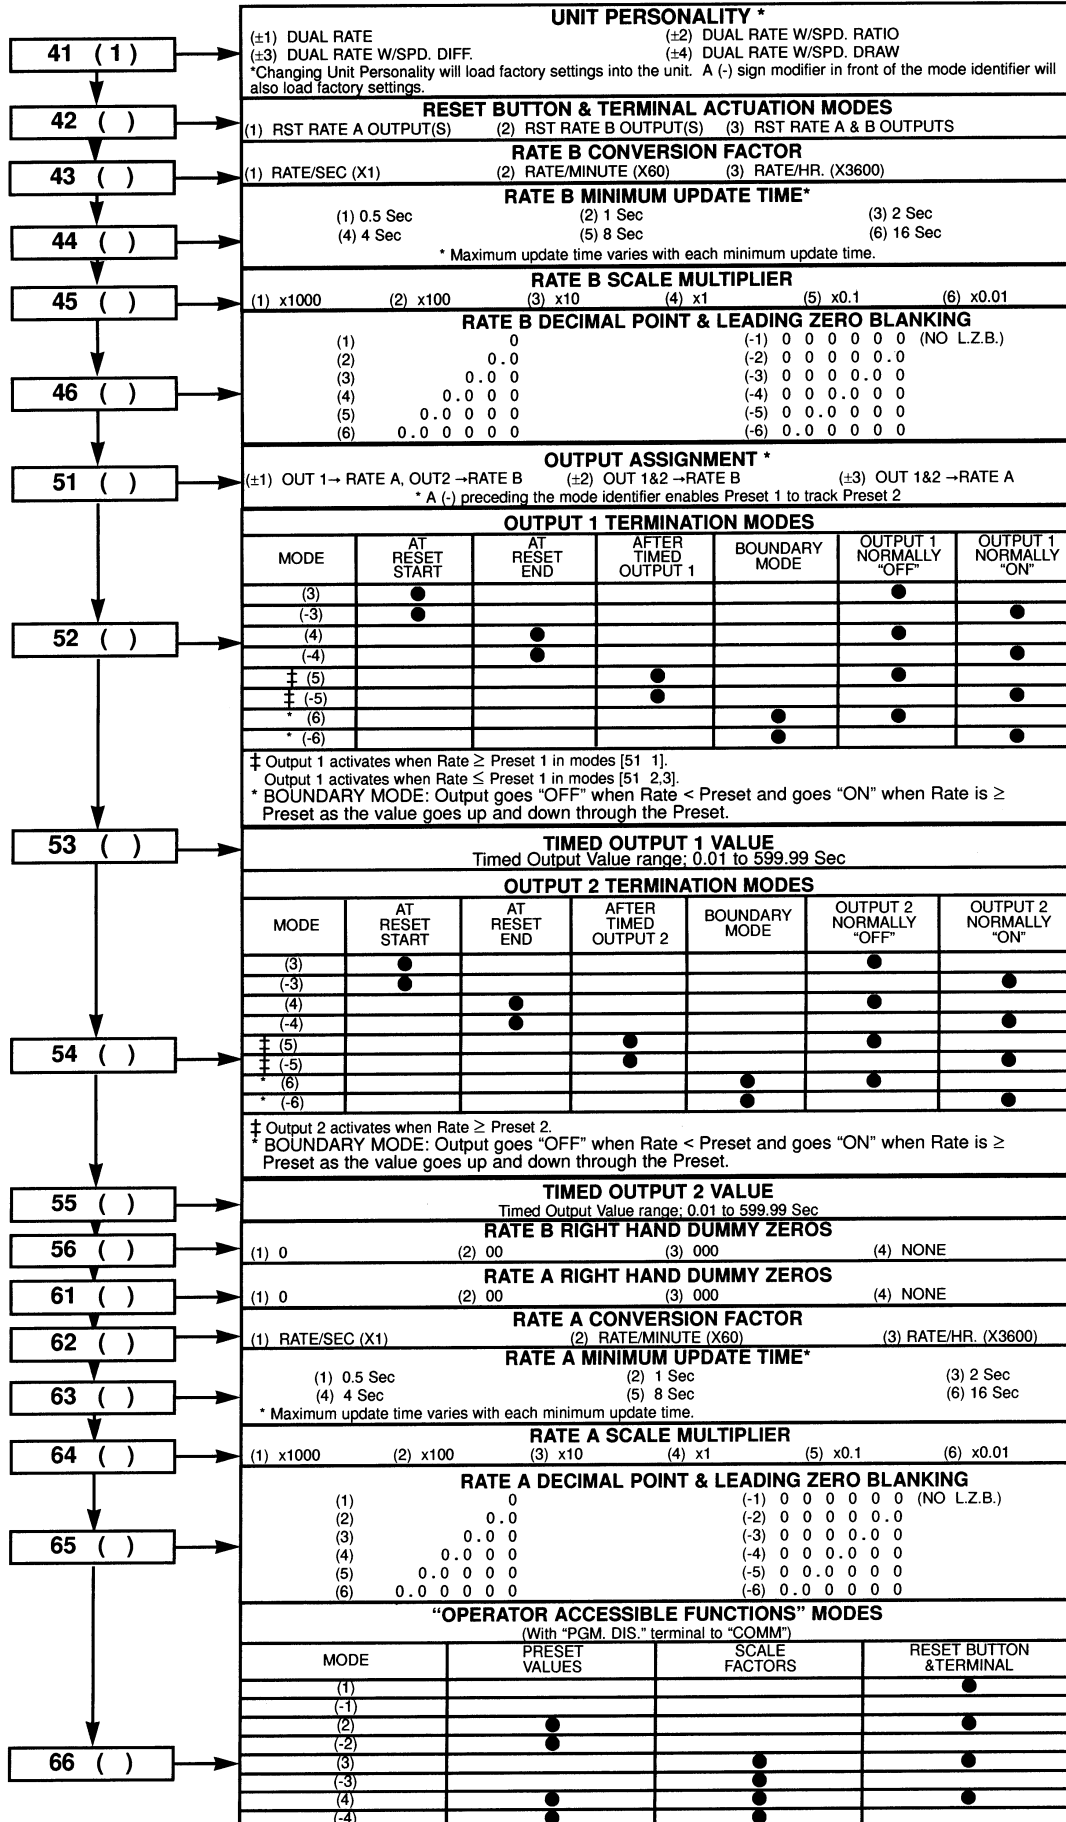 UNIT PERSONALITY *
41 ( 1 )
(±1) DUAL RATE (±2) DUAL RATE W/SPD. RATIO
(±3) DUAL RATE W/SPD. DIFF. (±4) DUAL RATE W/SPD. DRAW
*Changing Unit Personality will load factory settings into the unit. A (-) sign modifier in front of the mode identifier will
also load factory settings.
42 ( )
RESET BUTTON & TERMINAL ACTUATION MODES
(1) RST RATE A OUTPUT(S) (2) RST RATE B OUTPUT(S) (3) RST RATE A & B OUTPUTS
43 ( )
RATE B CONVERSION FACTOR
(1) RATE/SEC (X1) (2) RATE/MINUTE (X60) (3) RATE/HR. (X3600)
44 ( )
RATE B MINIMUM UPDATE TIME*
(1) 0.5 Sec (2) 1 Sec (3) 2 Sec
(4) 4 Sec (5) 8 Sec (6) 16 Sec
* Maximum update time varies with each minimum update time.
45 ( )
RATE B SCALE MULTIPLIER
(1) x1000 (2) x100 (3) x10 (4) x1 (5) x0.1 (6) x0.01
46 ( )
RATE B DECIMAL POINT & LEADING ZERO BLANKING
(1) 0 (-1) 0 0 0 0 0 0 (NO L.Z.B.)
(2) 0.0 (-2) 0 0 0 0 0.0
(3) 0.0 0 (-3) 0 0 0 0.0 0
(4) 0.0 0 0 (-4) 0 0 0.0 0 0
(5) 0.0 0 0 0 (-5) 0 0.0 0 0 0
(6) 0.0 0 0 0 0 (-6) 0.0 0 0 0 0
51 ( )
OUTPUT ASSIGNMENT *
(±1) OUT 1→ RATE A, OUT2 →RATE B (±2) OUT 1&2 →RATE B (±3) OUT 1&2 →RATE A
* A (-) preceding the mode identifier enables Preset 1 to track Preset 2
52 ( )
OUTPUT 1 TERMINATION MODES
MODE AT RESET START AT RESET END AFTER TIMED OUTPUT 1 BOUNDARY MODE OUTPUT 1 NORMALLY "OFF" OUTPUT 1 NORMALLY "ON"
(3) ● ●
(-3) ● ●
(4) ● ●
(-4) ● ●
‡ (5) ● ●
‡ (-5) ● ●
* (6) ● ●
* (-6) ● ●
‡ Output 1 activates when Rate ≥ Preset 1 in modes [51 1].
Output 1 activates when Rate ≤ Preset 1 in modes [51 2,3].
* BOUNDARY MODE: Output goes "OFF" when Rate < Preset and goes "ON" when Rate is ≥
Preset as the value goes up and down through the Preset.
53 ( )
TIMED OUTPUT 1 VALUE
Timed Output Value range; 0.01 to 599.99 Sec
54 ( )
OUTPUT 2 TERMINATION MODES
MODE AT RESET START AT RESET END AFTER TIMED OUTPUT 2 BOUNDARY MODE OUTPUT 2 NORMALLY "OFF" OUTPUT 2 NORMALLY "ON"
(3) ● ●
(-3) ● ●
(4) ● ●
(-4) ● ●
‡ (5) ● ●
‡ (-5) ● ●
* (6) ● ●
* (-6) ● ●
‡ Output 2 activates when Rate ≥ Preset 2.
* BOUNDARY MODE: Output goes "OFF" when Rate < Preset and goes "ON" when Rate is ≥
Preset as the value goes up and down through the Preset.
55 ( )
TIMED OUTPUT 2 VALUE
Timed Output Value range; 0.01 to 599.99 Sec
56 ( )
RATE B RIGHT HAND DUMMY ZEROS
(1) 0 (2) 00 (3) 000 (4) NONE
61 ( )
RATE A RIGHT HAND DUMMY ZEROS
(1) 0 (2) 00 (3) 000 (4) NONE
62 ( )
RATE A CONVERSION FACTOR
(1) RATE/SEC (X1) (2) RATE/MINUTE (X60) (3) RATE/HR. (X3600)
63 ( )
RATE A MINIMUM UPDATE TIME*
(1) 0.5 Sec (2) 1 Sec (3) 2 Sec
(4) 4 Sec (5) 8 Sec (6) 16 Sec
* Maximum update time varies with each minimum update time.
64 ( )
RATE A SCALE MULTIPLIER
(1) x1000 (2) x100 (3) x10 (4) x1 (5) x0.1 (6) x0.01
65 ( )
RATE A DECIMAL POINT & LEADING ZERO BLANKING
(1) 0 (-1) 0 0 0 0 0 0 (NO L.Z.B.)
(2) 0.0 (-2) 0 0 0 0 0.0
(3) 0.0 0 (-3) 0 0 0 0.0 0
(4) 0.0 0 0 (-4) 0 0 0.0 0 0
(5) 0.0 0 0 0 (-5) 0 0.0 0 0 0
(6) 0.0 0 0 0 0 (-6) 0.0 0 0 0 0
66 ( )
"OPERATOR ACCESSIBLE FUNCTIONS" MODES
(With "PGM. DIS." terminal to "COMM")
MODE PRESET VALUES SCALE FACTORS RESET BUTTON &TERMINAL
(1) ●
(-1)
(2) ● ●
(-2) ●
(3) ● ●
(-3) ●
(4) ● ● ●
(-4) ● ●